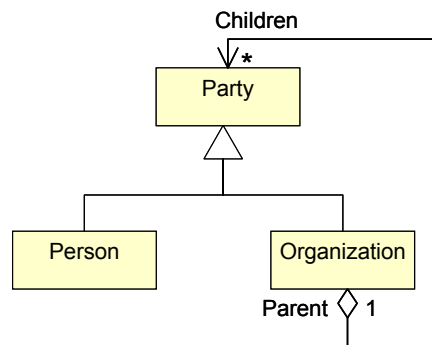 Children
*
Party
Person
Organization
Parent 1